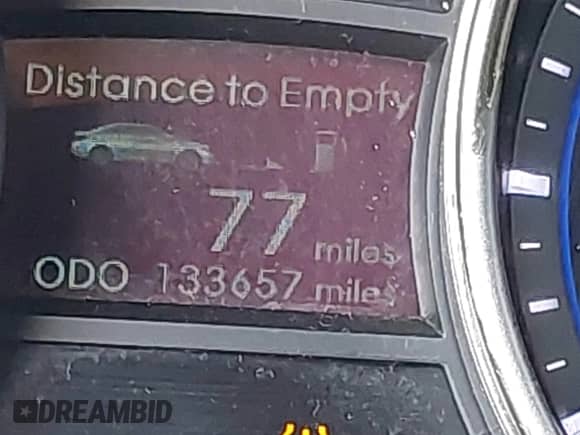 Distance to Empty
77 miles
ODO 133657 miles
DREAMBID